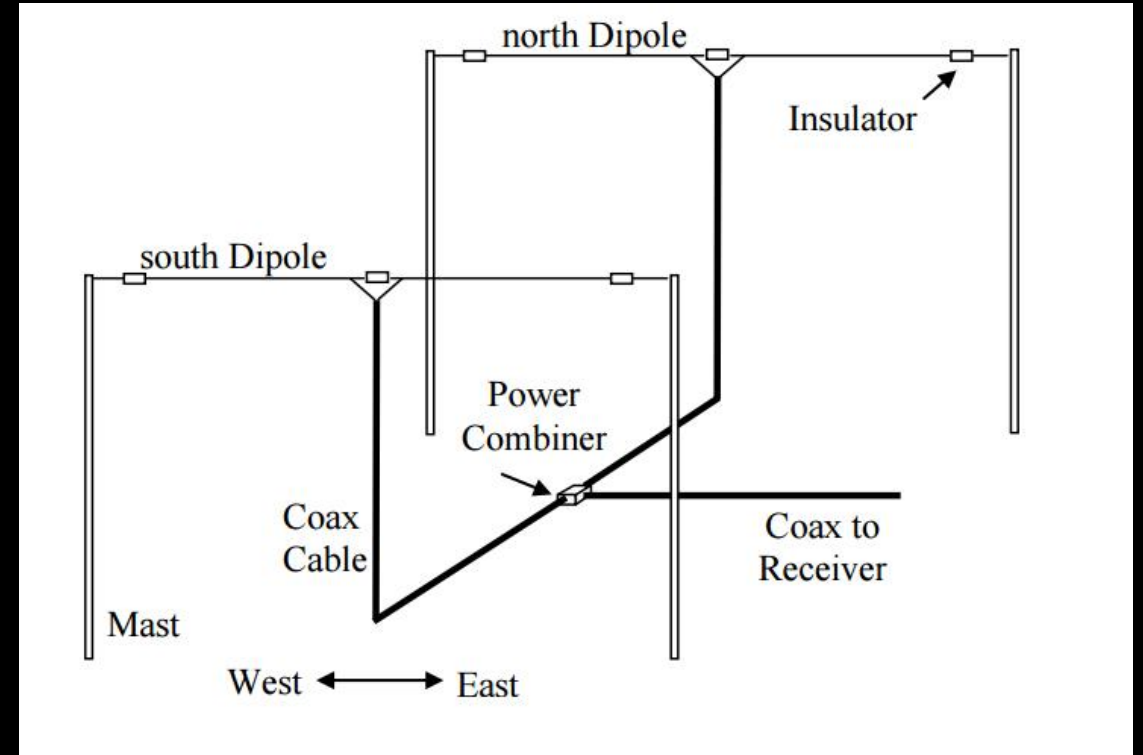 north Dipole
Insulator
south Dipole
Power
Combiner
Coax
Cable
Coax to
Receiver
Mast
West
East